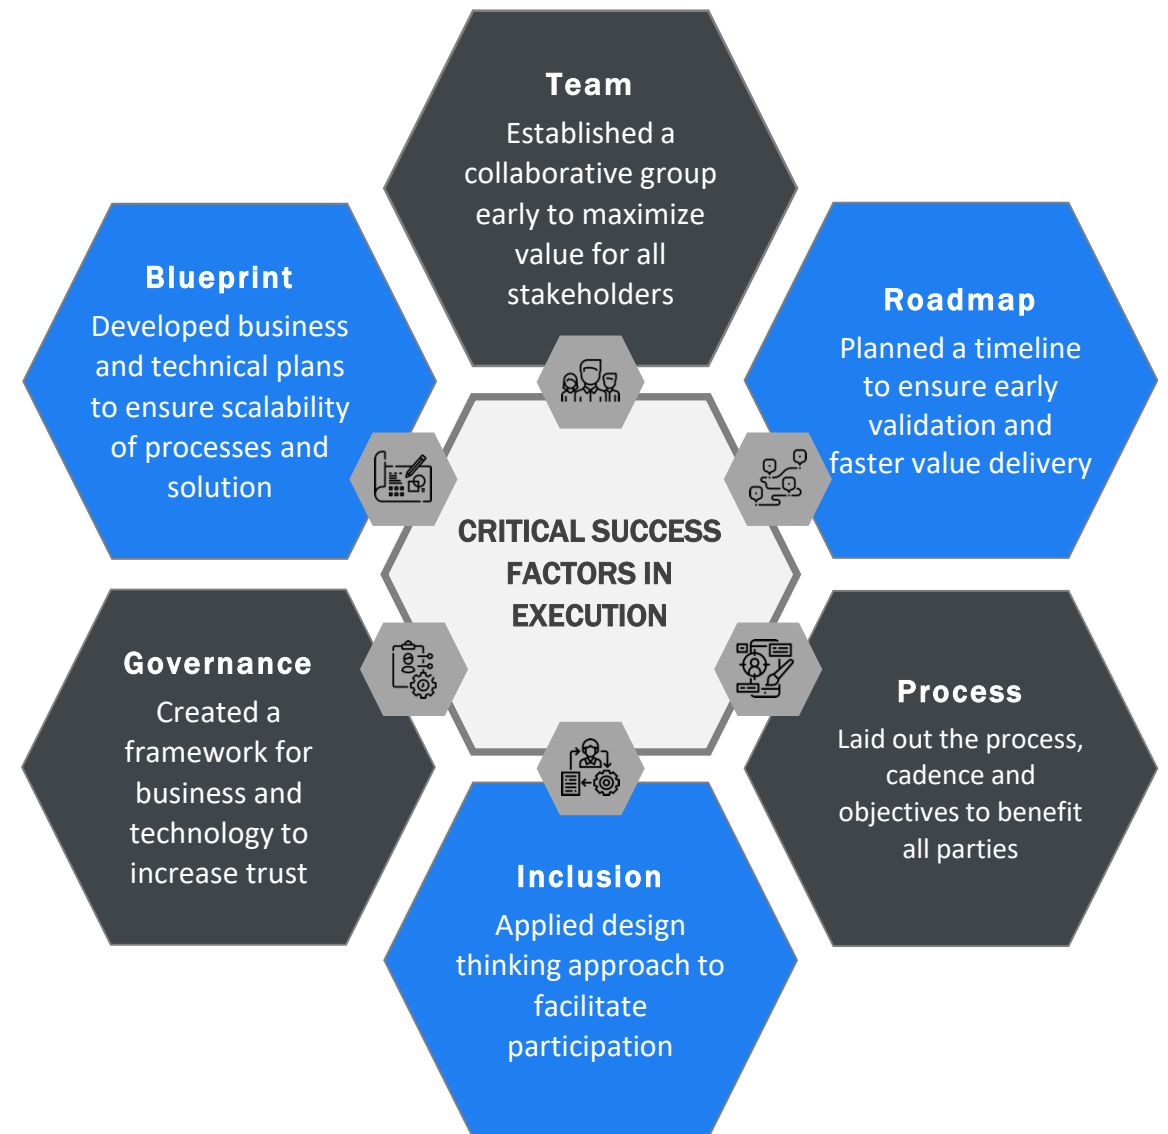 Team
Established a
collaborative group
early to maximize
value for all
stakeholders
Blueprint
Developed business
and technical plans
to ensure scalability
of processes and
solution
Roadmap
Planned a timeline
to ensure early
validation and
faster value delivery
CRITICAL SUCCESS
FACTORS IN
EXECUTION
Governance
Created a
framework for
business and
technology to
increase trust
Process
Laid out the process,
cadence and
objectives to benefit
all parties
Inclusion
Applied design
thinking approach to
facilitate
participation